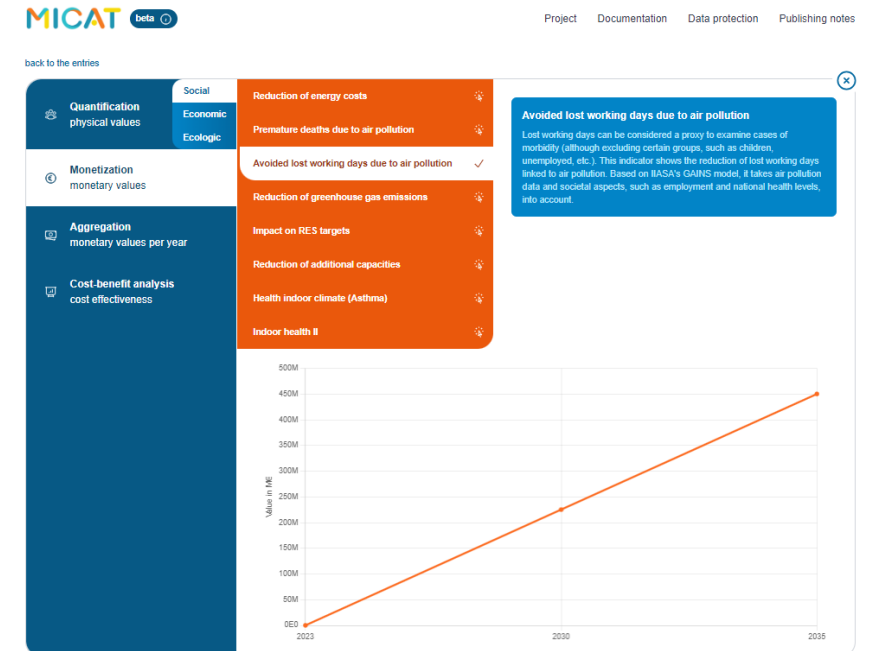 MICAT beta
Project Documentation Data protection Publishing notes
back to the entries
Quantification
physical values
Monetization
monetary values
Aggregation
monetary values per year
Cost-benefit analysis
cost effectiveness
Social
Economic
Ecologic
Reduction of energy costs
Premature deaths due to air pollution
Avoided lost working days due to air pollution
Reduction of greenhouse gas emissions
Impact on RES targets
Reduction of additional capacities
Health indoor climate (Asthma)
Indoor health II
Avoided lost working days due to air pollution
Lost working days can be considered a proxy to examine cases of
morbidity (although excluding certain groups, such as children,
unemployed, etc.). This indicator shows the reduction of lost working days
linked to air pollution. Based on IIASA's GAINS model, it takes air pollution
data and societal aspects, such as employment and national health levels,
into account.
Value in M€
500M
450M
400M
350M
300M
250M
200M
150M
100M
50M
0E0
2023 2030 2035